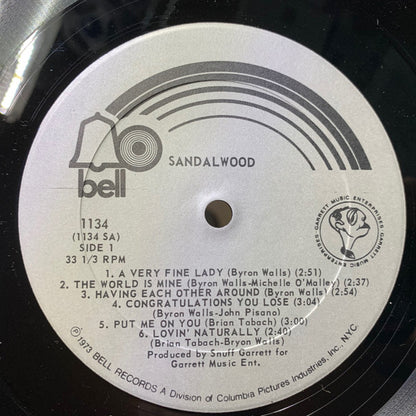 SANDALWOOD
bell
1134
(1134 SA)
SIDE 1
33 1/3 RPM
GARRETT MUSIC ENTERPRISES-GARRETT MUSIC ENTERPRISES-
1. A VERY FINE LADY (Byron Walls) (2:51)
2. THE WORLD IS MINE (Byron Walls-Michelle O'Malley) (2:37)
3. HAVING EACH OTHER AROUND (Byron Walls) (2:54)
4. CONGRATULATIONS YOU LOSE (3:04)
(Byron Walls-John Pisano)
5. PUT ME ON YOU (Brian Tabach) (3:00)
6. LOVIN' NATURALLY (2:40)
(Brian Tabach-Bryon Walls)
Produced by Snuff Garrett for
Garrett Music Ent.
℗1973 BELL RECORDS A Division of Columbia Pictures Industries, Inc., N.Y.C.